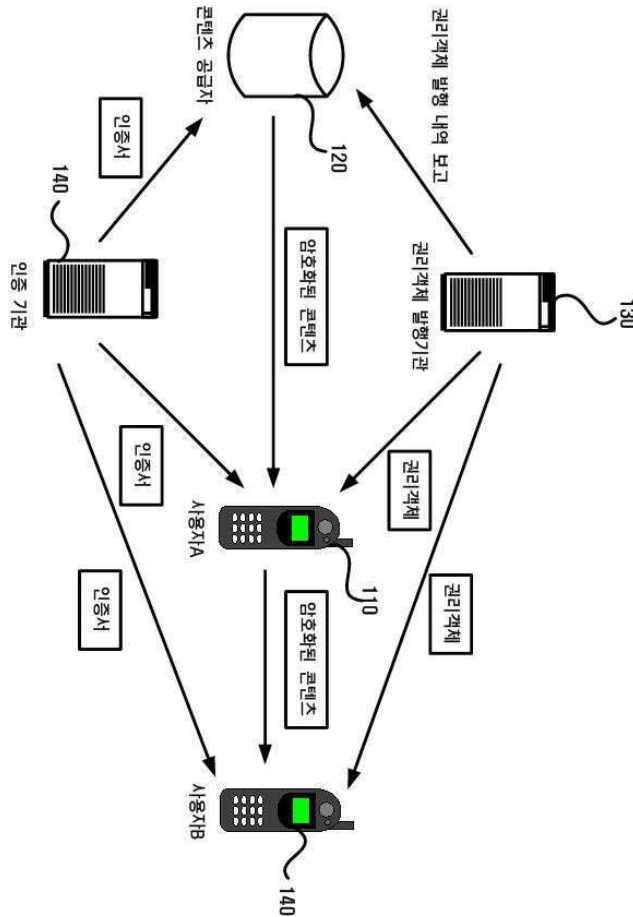 130
권리객체 발행 내역 보고
권리객체 발행기관
권리객체
권리객체
110
120
암호화된 콘텐츠
암호화된 콘텐츠
140
사용자A
사용자B
콘텐츠 공급자
인증서
인증서
인증서
140
인증 기관